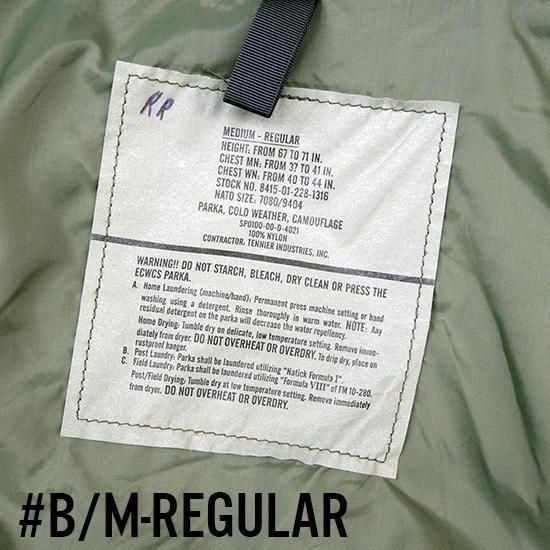 RR
MEDIUM - REGULAR
HEIGHT: FROM 67 TO 71 IN.
CHEST MN: FROM 37 TO 41 IN.
CHEST WN: FROM 40 TO 44 IN.
STOCK NO. 8415-01-228-1316
NATO SIZE: 7080/9404
PARKA, COLD WEATHER, CAMOUFLAGE
SPO100-00-D-4021
100% NYLON
CONTRACTOR: TENNIER INDUSTRIES, INC.
WARNING!! DO NOT STARCH, BLEACH, DRY CLEAN OR PRESS THE
ECWCS PARKA.
A. Home Laundering (machine/hand): Permanent press machine setting or hand
washing using a detergent. Rinse thoroughly in warm water. NOTE: Any
residual detergent on the parka will decrease the water repellency.
Home Drying: Tumble dry on delicate, low temperature setting. Remove imme-
diately from dryer. DO NOT OVERHEAT OR OVERDRY. To drip dry, place on
rustproof hanger.
B. Post Laundry: Parka shall be laundered utilizing "Natick Formula I".
C. Field Laundry: Parka shall be laundered utilizing "Formula VIII" of FM 10-280.
Post/Field Drying: Tumble dry at low temperature setting. Remove immediately
from dryer. DO NOT OVERHEAT OR OVERDRY.
#B/M-REGULAR